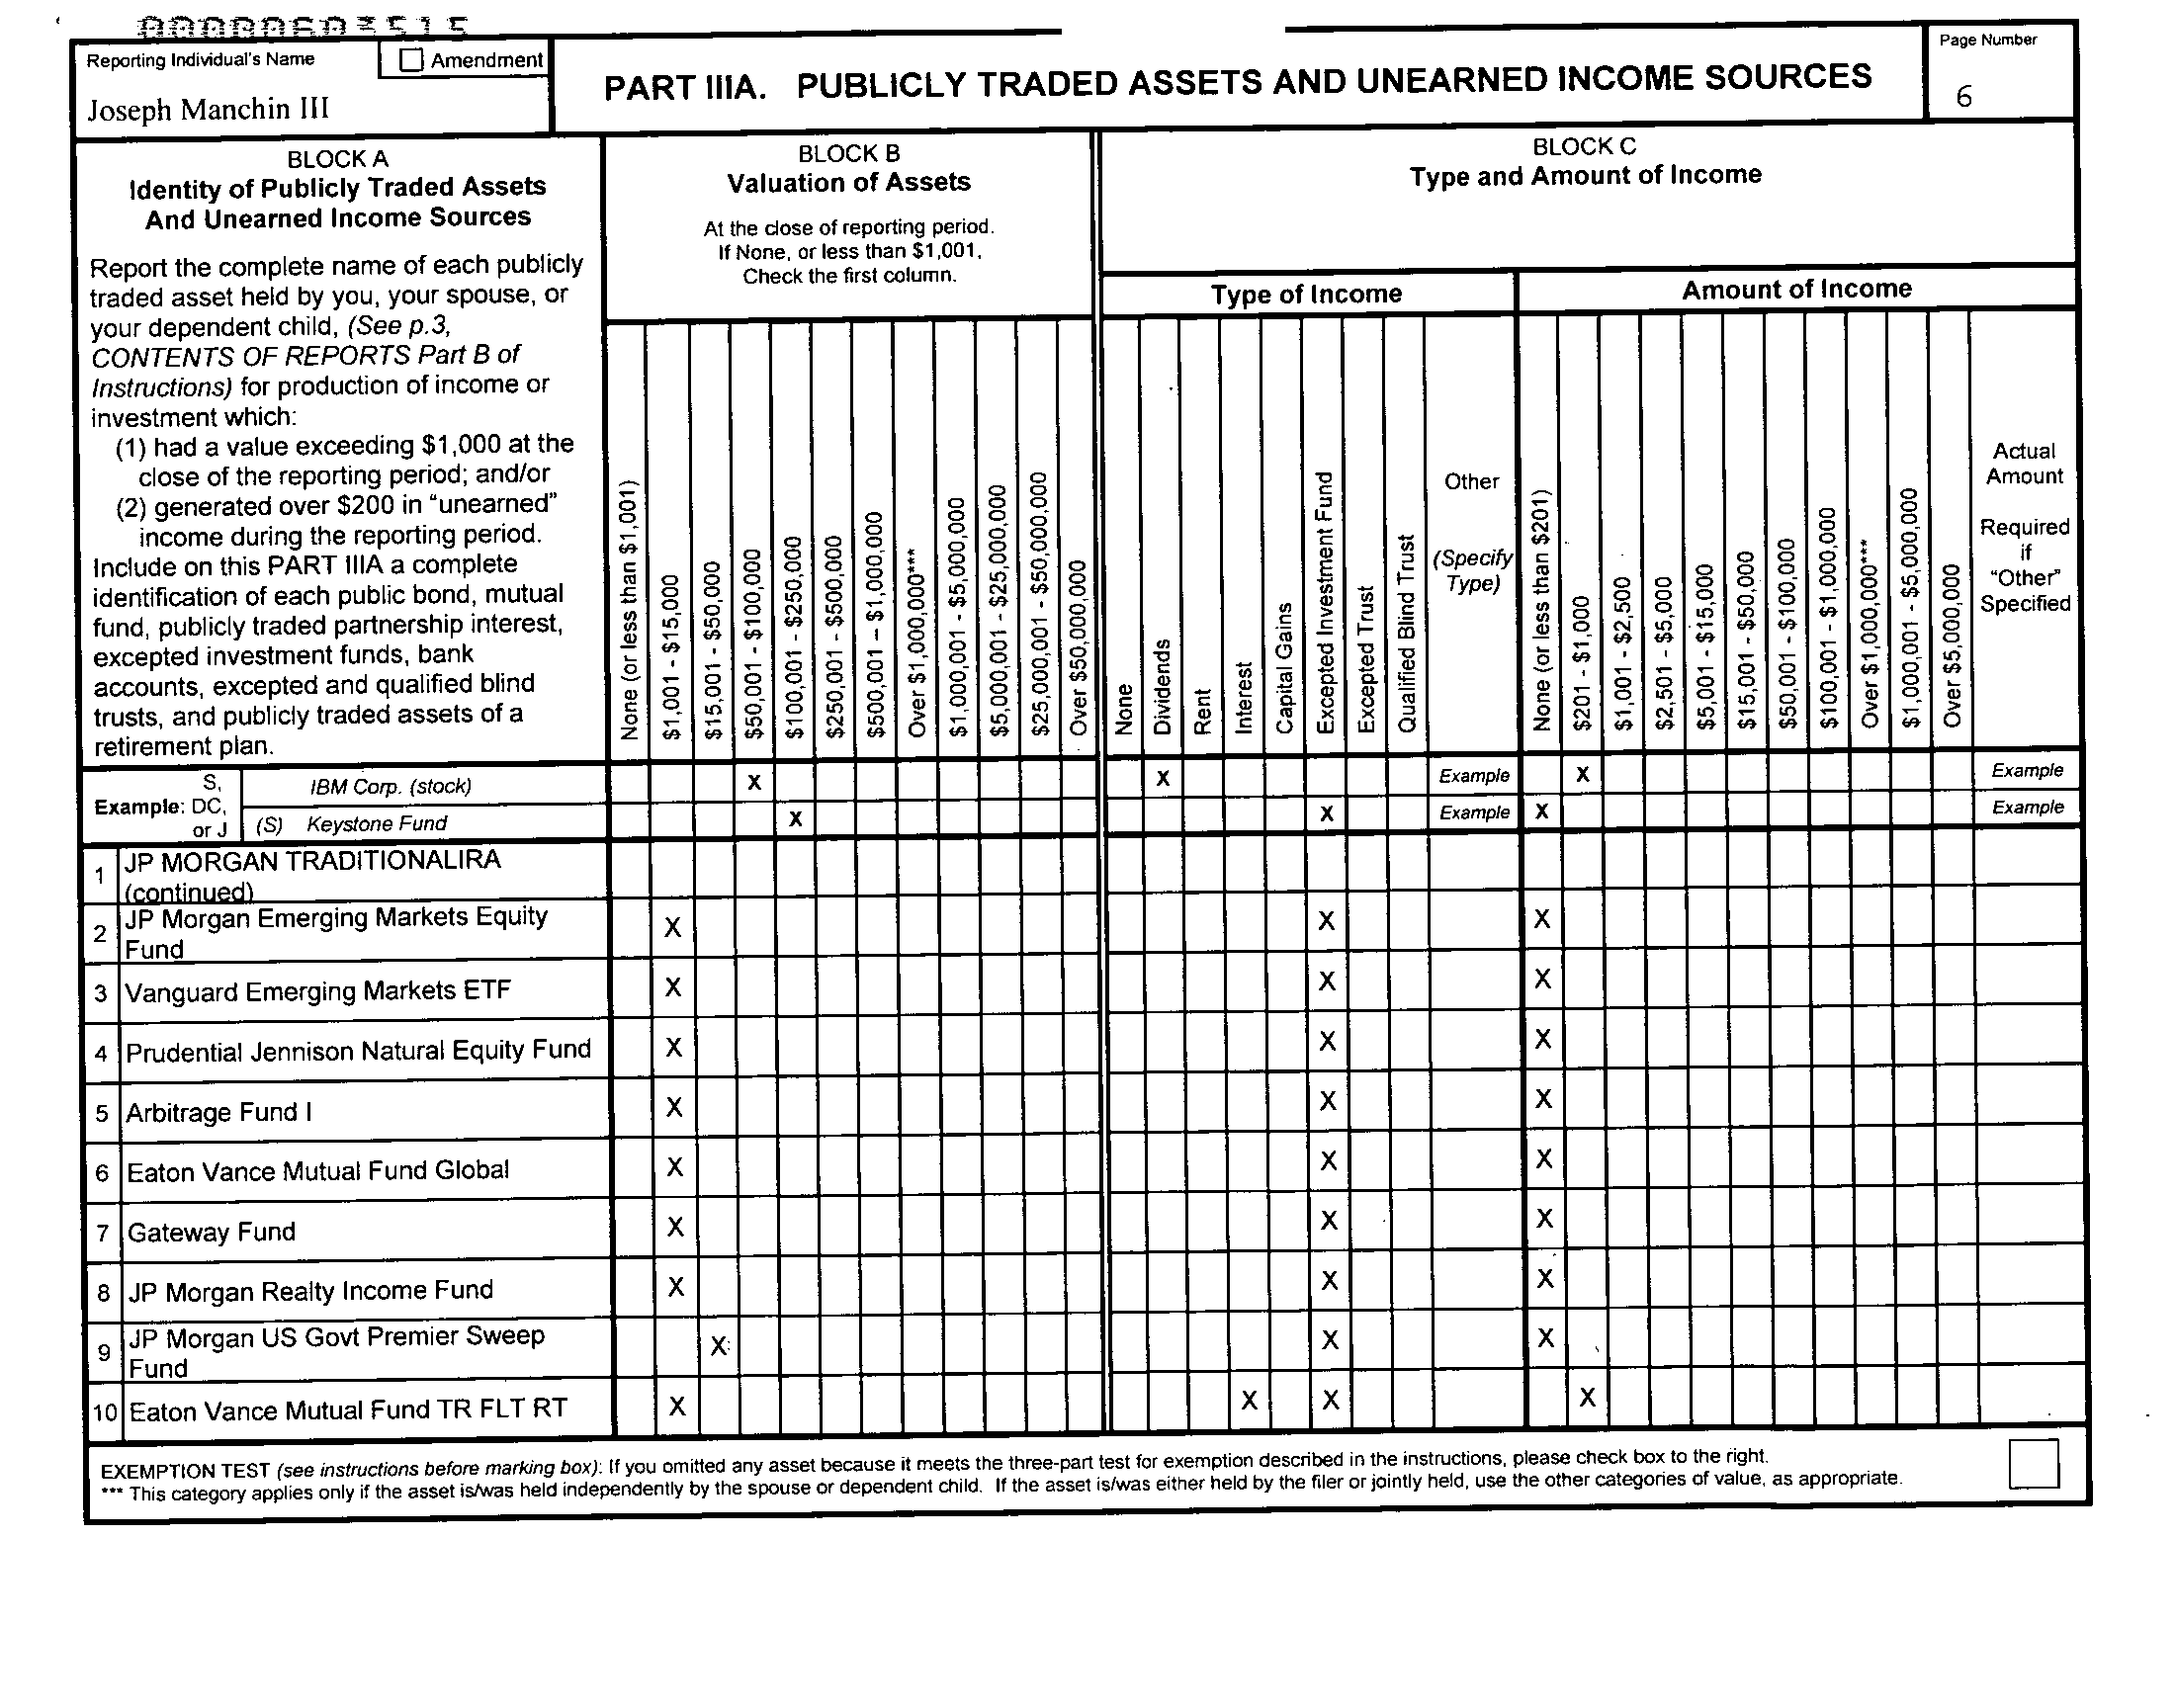 000000603515
Reporting Individual's Name
Amendment
Joseph Manchin III
PART IIIA. PUBLICLY TRADED ASSETS AND UNEARNED INCOME SOURCES
Page Number
6
BLOCK A
Identity of Publicly Traded Assets
And Unearned Income Sources
Report the complete name of each publicly
traded asset held by you, your spouse, or
your dependent child, (See p.3,
CONTENTS OF REPORTS Part B of
Instructions) for production of income or
investment which:
(1) had a value exceeding $1,000 at the
close of the reporting period; and/or
(2) generated over $200 in "unearned"
income during the reporting period.
Include on this PART IIIA a complete
identification of each public bond, mutual
fund, publicly traded partnership interest,
excepted investment funds, bank
accounts, excepted and qualified blind
trusts, and publicly traded assets of a
retirement plan.
BLOCK B
Valuation of Assets
At the close of reporting period.
If None, or less than $1,001,
Check the first column.
None (or less than $1,001)
$1,001 - $15,000
$15,001 - $50,000
$50,001 - $100,000
$100,001 - $250,000
$250,001 - $500,000
$500,001 – $1,000,000
Over $1,000,000***
$1,000,001 - $5,000,000
$5,000,001 - $25,000,000
$25,000,001 - $50,000,000
Over $50,000,000
BLOCK C
Type and Amount of Income
Type of Income
None
Dividends
Rent
Interest
Capital Gains
Excepted Investment Fund
Excepted Trust
Qualified Blind Trust
Other
(Specify
Type)
Amount of Income
None (or less than $201)
$201 - $1,000
$1,001 - $2,500
$2,501 - $5,000
$5,001 - $15,000
$15,001 - $50,000
$50,001 - $100,000
$100,001 - $1,000,000
Over $1,000,000***
$1,000,001 - $5,000,000
Over $5,000,000
Actual
Amount
Required
if
"Other"
Specified
Example:
S,
DC,
or J
IBM Corp. (stock) X X Example X Example
(S) Keystone Fund X X Example X Example
1 JP MORGAN TRADITIONALIRA
(continued)
2 JP Morgan Emerging Markets Equity
Fund X X X
3 Vanguard Emerging Markets ETF X X X
4 Prudential Jennison Natural Equity Fund X X X
5 Arbitrage Fund I X X X
6 Eaton Vance Mutual Fund Global X X X
7 Gateway Fund X X X
8 JP Morgan Realty Income Fund X X X
9 JP Morgan US Govt Premier Sweep
Fund X X X
10 Eaton Vance Mutual Fund TR FLT RT X X X X
EXEMPTION TEST (see instructions before marking box): If you omitted any asset because it meets the three-part test for exemption described in the instructions, please check box to the right.
*** This category applies only if the asset is/was held independently by the spouse or dependent child. If the asset is/was either held by the filer or jointly held, use the other categories of value, as appropriate.